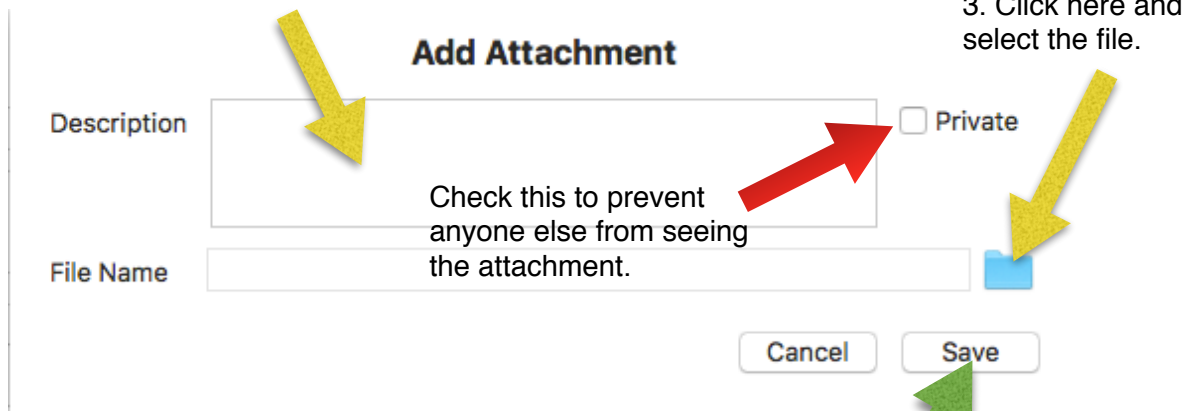 3. Click here and
select the file.
Add Attachment
Description
Private
Check this to prevent
anyone else from seeing
the attachment.
File Name
Cancel
Save